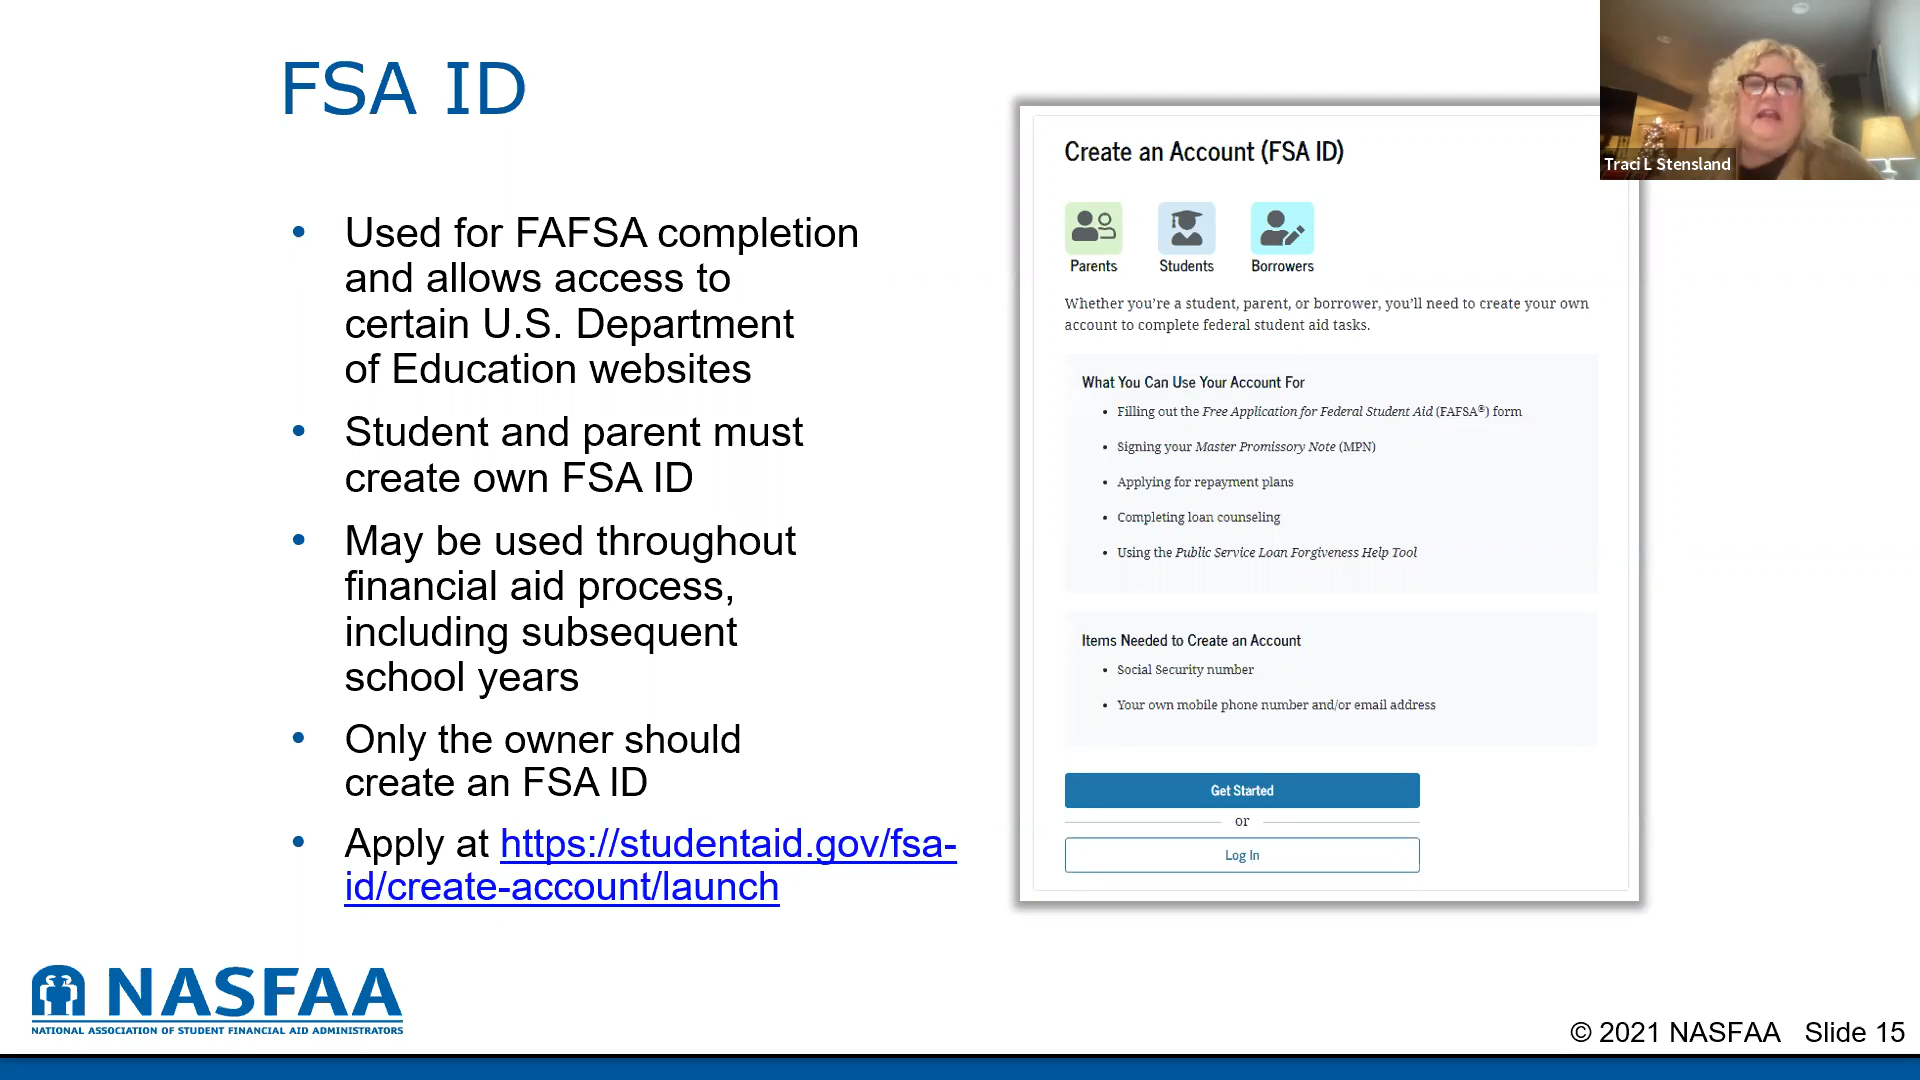 FSA ID
• Used for FAFSA completion
and allows access to
certain U.S. Department
of Education websites
• Student and parent must
create own FSA ID
• May be used throughout
financial aid process,
including subsequent
school years
• Only the owner should
create an FSA ID
• Apply at https://studentaid.gov/fsa-
id/create-account/launch
Create an Account (FSA ID)
Parents Students Borrowers
Whether you’re a student, parent, or borrower, you’ll need to create your own
account to complete federal student aid tasks.
What You Can Use Your Account For
• Filling out the Free Application for Federal Student Aid (FAFSA®) form
• Signing your Master Promissory Note (MPN)
• Applying for repayment plans
• Completing loan counseling
• Using the Public Service Loan Forgiveness Help Tool
Items Needed to Create an Account
• Social Security number
• Your own mobile phone number and/or email address
Get Started
or
Log In
Traci L Stensland
NASFAA
NATIONAL ASSOCIATION OF STUDENT FINANCIAL AID ADMINISTRATORS
© 2021 NASFAA Slide 15